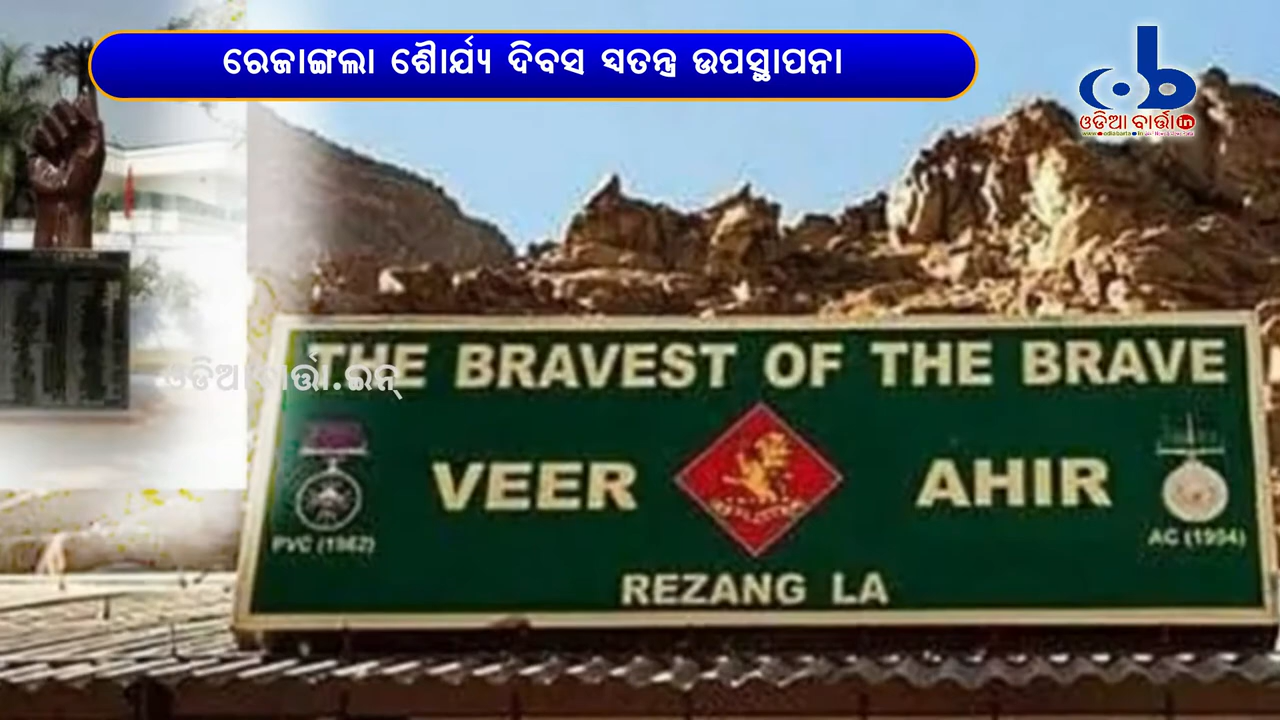 ରେଜାଙ୍ଗଲା ଶୌର୍ଯ୍ୟ ଦିବସ ସତନ୍ତ୍ର ଉପସ୍ଥାପନା
ଓଡିଆ ବାର୍ତ୍ତା in
THE BRAVEST OF THE BRAVE
ଓଡିଆ ବାର୍ତ୍ତା.ଇନ୍
VEER AHIR
PVC (1962) AC (1994)
REZANG LA